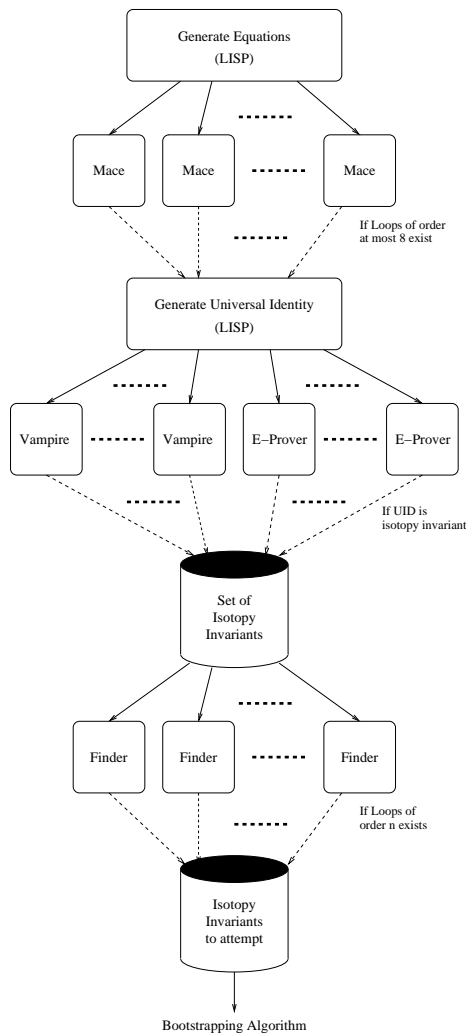 Generate Equations
(LISP)
Mace
Mace
Mace
If Loops of order
at most 8 exist
Generate Universal Identity
(LISP)
Vampire
Vampire
E−Prover
E−Prover
If UID is
isotopy invariant
Set of
Isotopy
Invariants
Finder
Finder
Finder
If Loops of
order n exists
Isotopy
Invariants
to attempt
Bootstrapping Algorithm